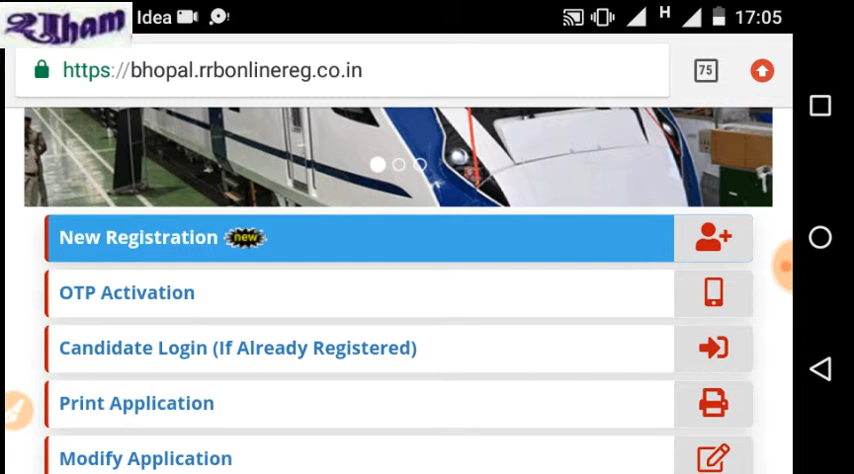 Idea
H
17:05
https://bhopal.rrbonlinereg.co.in
75
New Registration new
OTP Activation
Candidate Login (If Already Registered)
Print Application
Modify Application